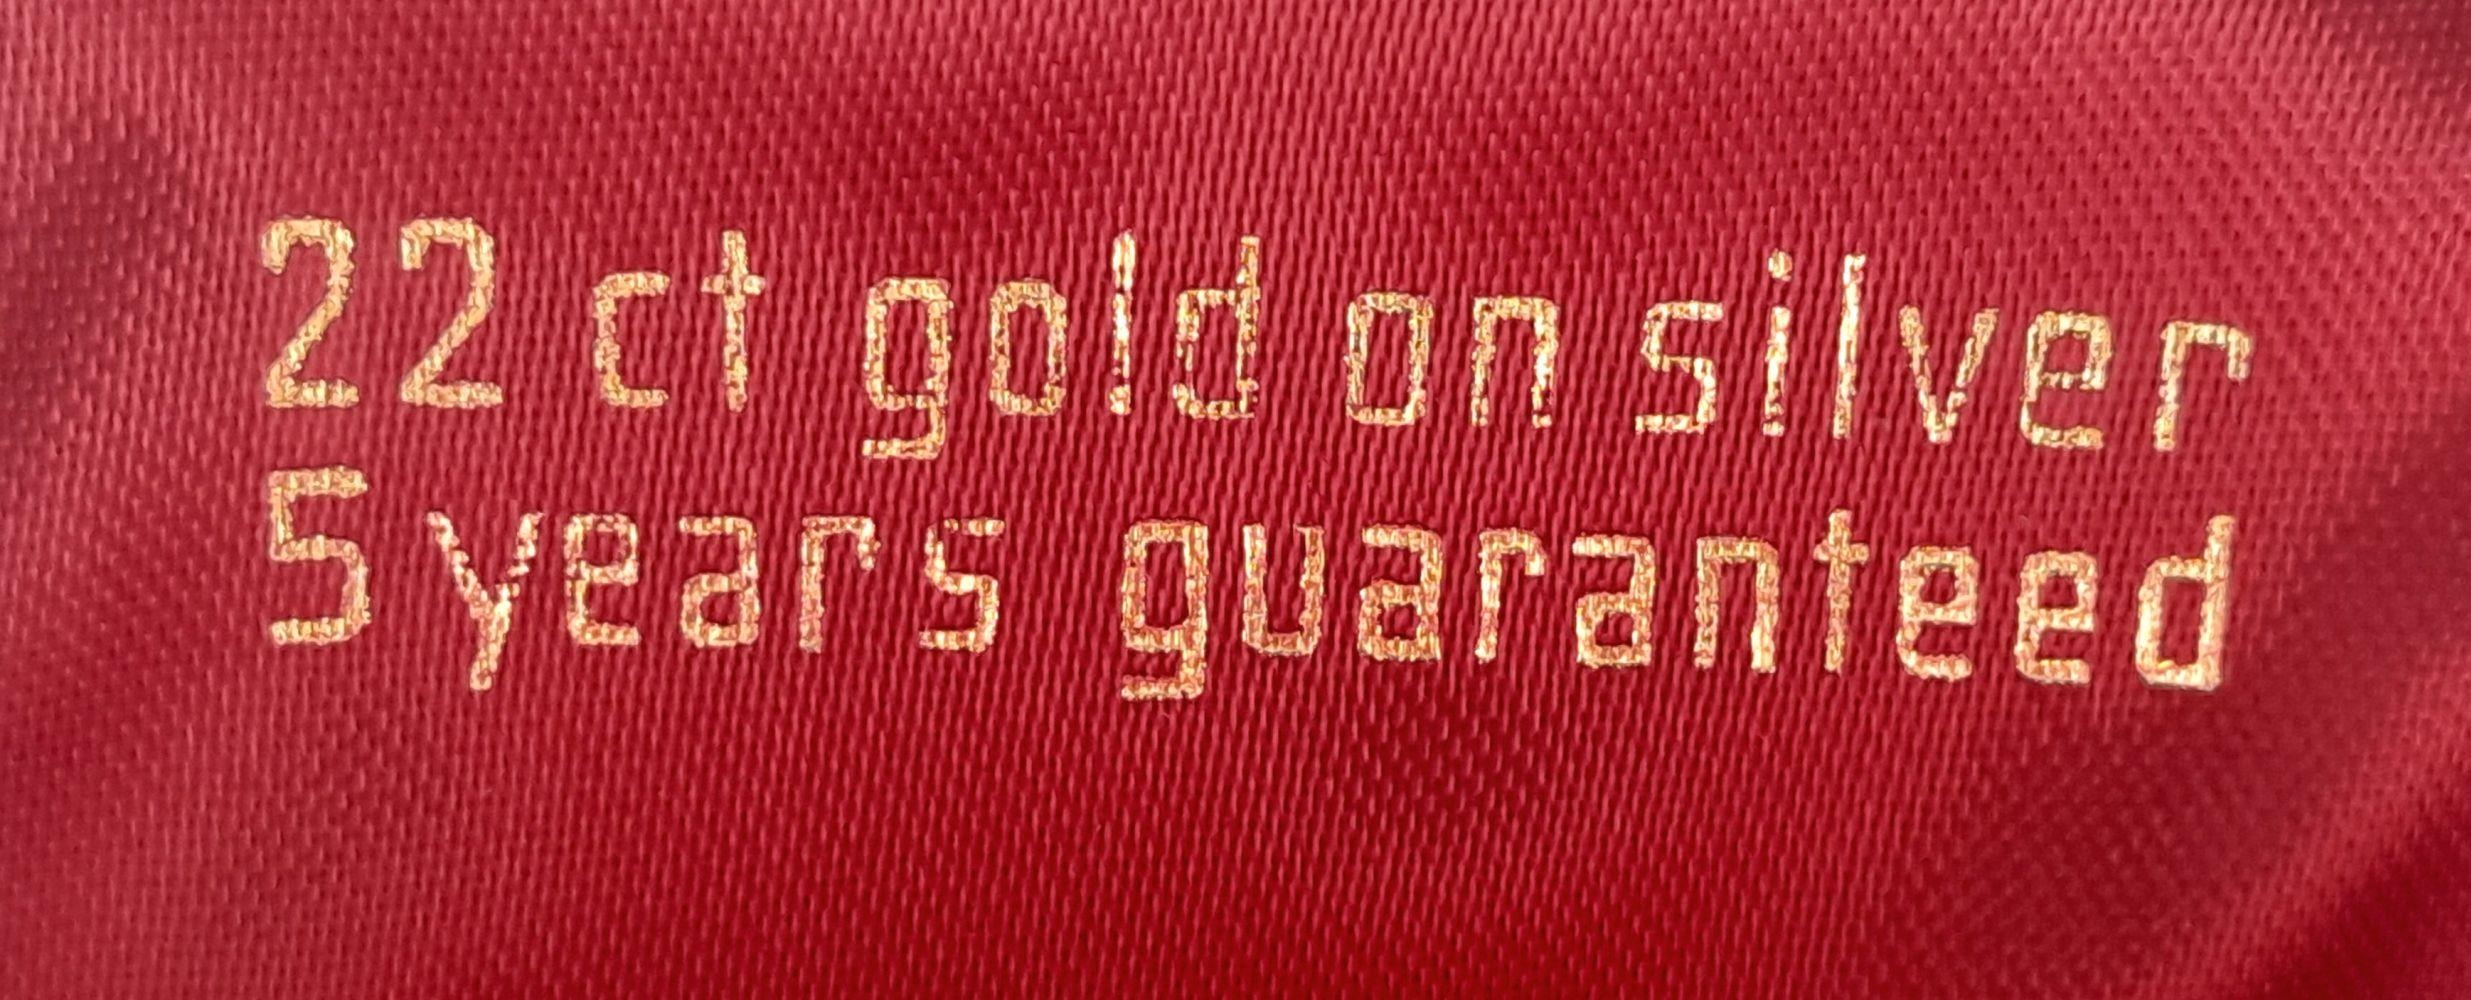 22 ct gold on silver
5 years guaranteed